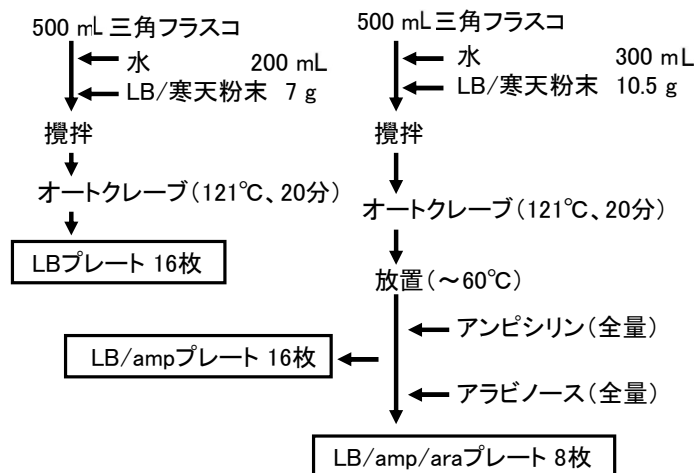 500 mL 三角フラスコ
水 200 mL
LB/寒天粉末 7 g
攪拌
オートクレーブ(121℃、20分)
LBプレート 16枚
500 mL 三角フラスコ
水 300 mL
LB/寒天粉末 10.5 g
攪拌
オートクレーブ(121℃、20分)
放置(～60℃)
アンピシリン(全量)
LB/ampプレート 16枚
アラビノース(全量)
LB/amp/araプレート 8枚